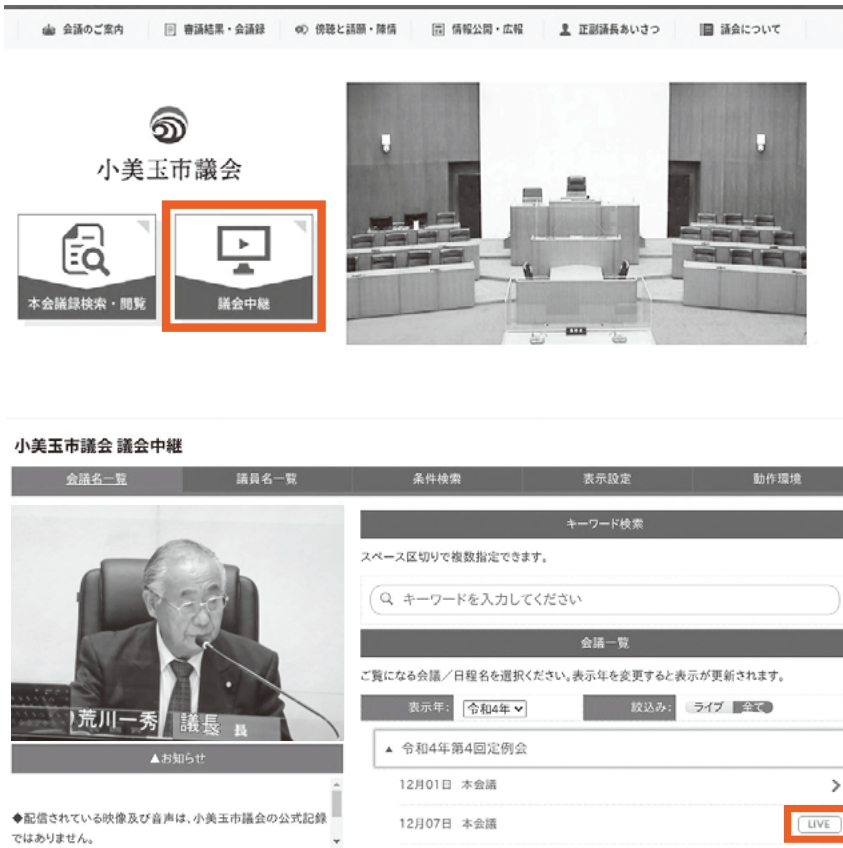 会議のご案内
審議結果・会議録
傍聴と請願・陳情
情報公開・広報
正副議長あいさつ
議会について
小美玉市議会
本会議録検索・閲覧
議会中継
小美玉市議会 議会中継
会議名一覧
議員名一覧
条件検索
表示設定
動作環境
荒川一秀 議長
▲お知らせ
◆配信されている映像及び音声は、小美玉市議会の公式記録
ではありません。
キーワード検索
スペース区切りで複数指定できます。
キーワードを入力してください
会議一覧
ご覧になる会議/日程名を選択ください。表示年を変更すると表示が更新されます。
表示年: 令和4年 絞込み: ライブ 全て
▲ 令和4年第4回定例会
12月01日 本会議
12月07日 本会議 LIVE